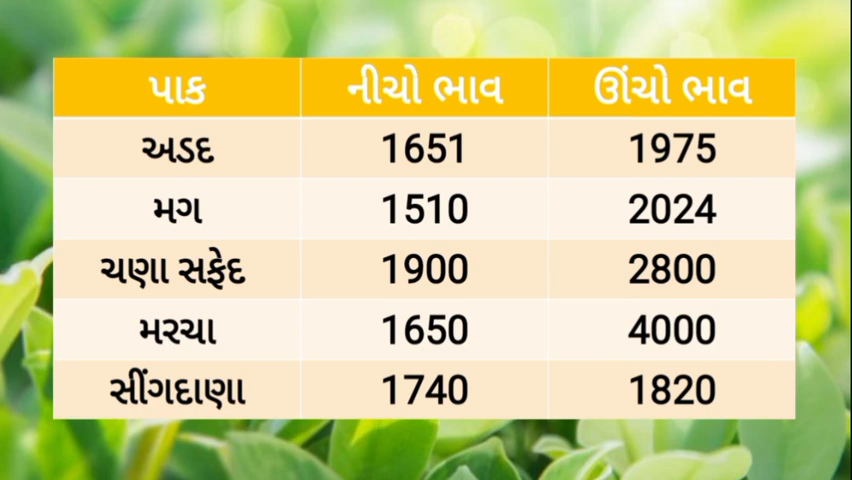 પાક નીચો ભાવ ઊંચો ભાવ
અડદ 1651 1975
મગ 1510 2024
ચણા સફેદ 1900 2800
મરચા 1650 4000
સીંગદાણા 1740 1820